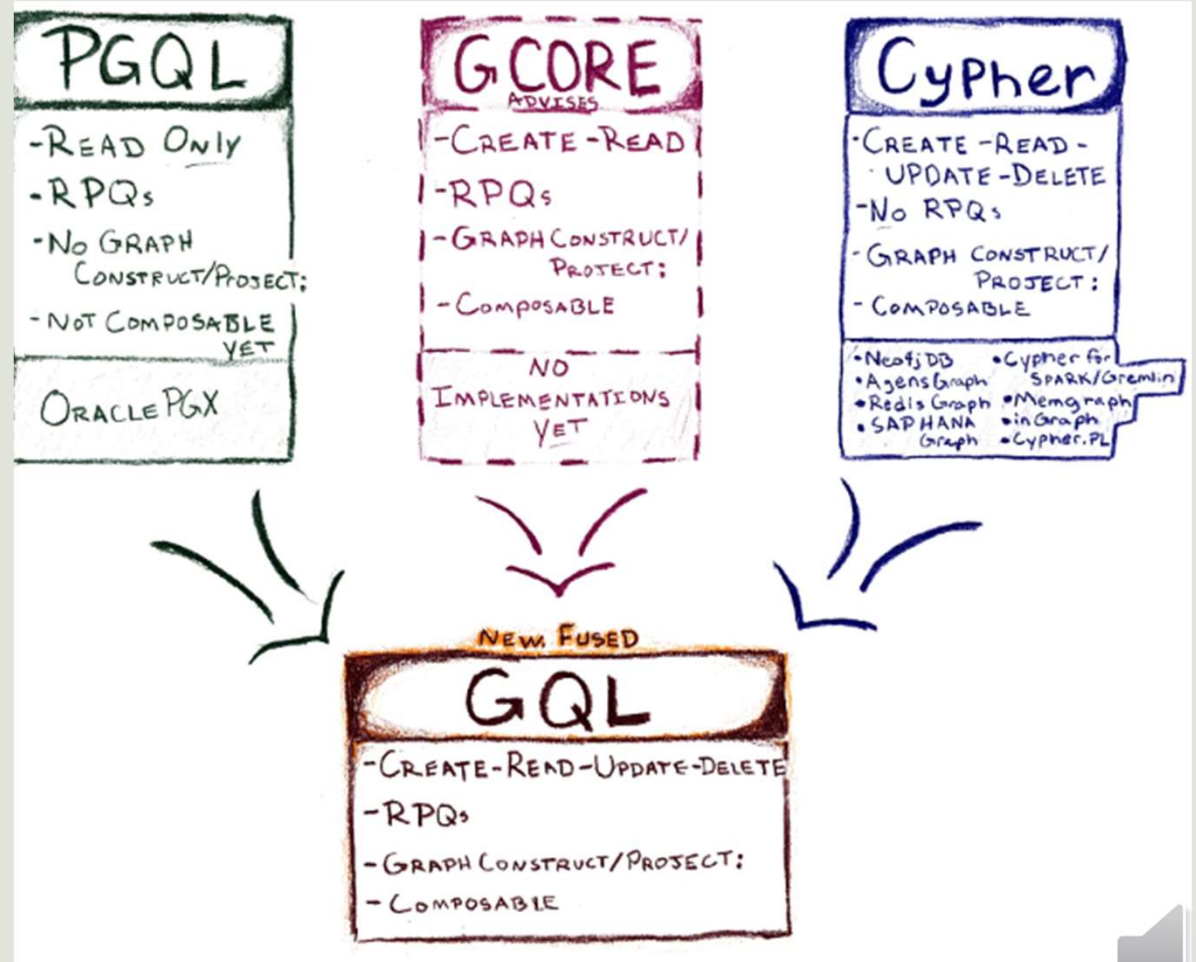 PGQL
-READ ONLY
-RPQs
-NO GRAPH
CONSTRUCT/PROJECT:
-NOT COMPOSABLE
YET
ORACLE PGX
GCORE
ADVISES
-CREATE-READ
-RPQs
-GRAPH CONSTRUCT/
PROJECT:
-COMPOSABLE
NO
IMPLEMENTATIONS
YET
Cypher
-CREATE-READ-
UPDATE-DELETE
-NO RPQs
-GRAPH CONSTRUCT/
PROJECT:
-COMPOSABLE
•Neo4j DB
•AgensGraph
•RedisGraph
•SAP HANA
Graph
•Cypher for
SPARK/Gremlin
•Memgraph
•inGraph
•Cypher.PL
NEW, FUSED
GQL
-CREATE-READ-UPDATE-DELETE
-RPQs
-GRAPH CONSTRUCT/PROJECT:
-COMPOSABLE